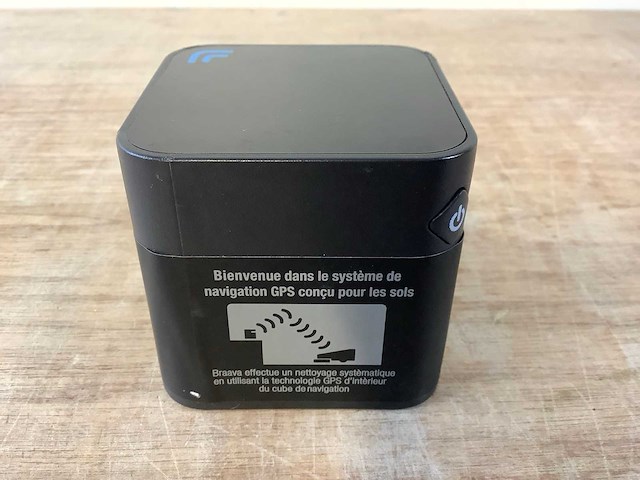 Bienvenue dans le système de
navigation GPS conçu pour les sols
Braava effectue un nettoyage systèmatique
en utilisant la technologie GPS d'intérieur
du cube de navigation